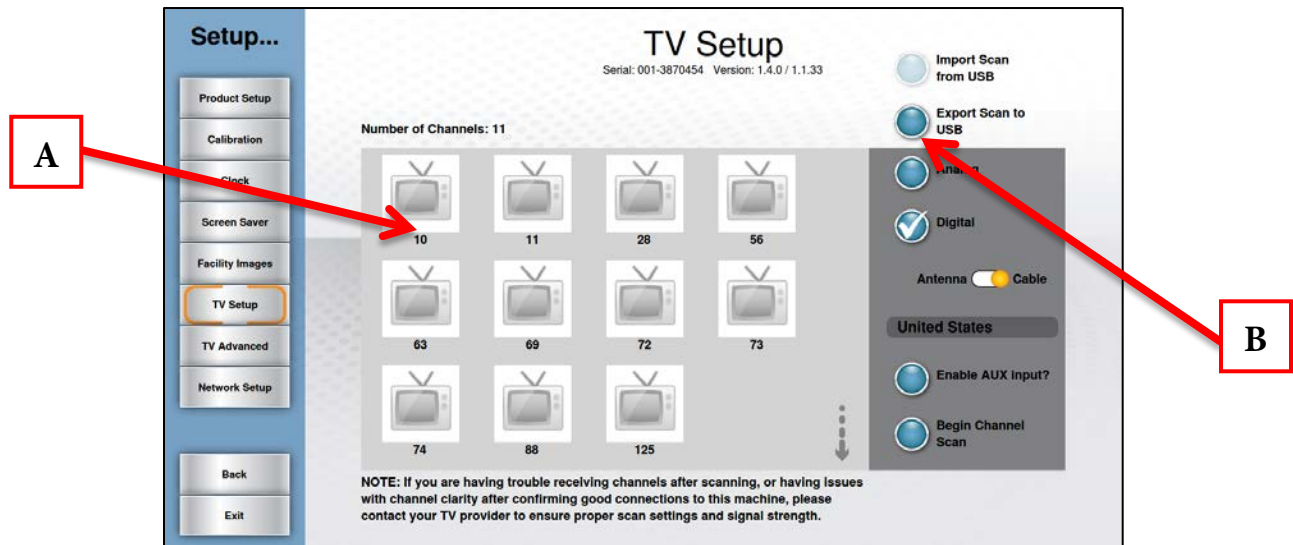 Setup...
TV Setup
Serial: 001-3870454 Version: 1.4.0 / 1.1.33
Import Scan
from USB
Export Scan to
USB
Product Setup
Calibration
Clock
Screen Saver
Facility Images
TV Setup
TV Advanced
Network Setup
Back
Exit
A
Number of Channels: 11
10 11 28 56
63 69 72 73
74 88 125
Analog
Digital
Antenna Cable
United States
Enable AUX input?
Begin Channel
Scan
B
NOTE: If you are having trouble receiving channels after scanning, or having issues
with channel clarity after confirming good connections to this machine, please
contact your TV provider to ensure proper scan settings and signal strength.